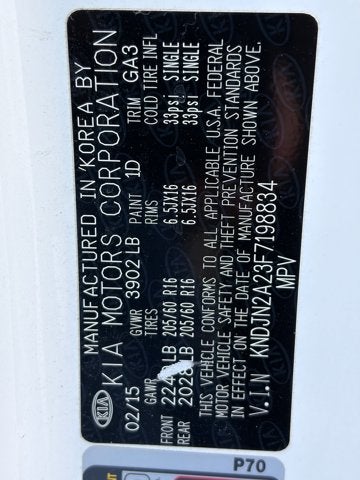 MANUFACTURED IN KOREA BY
KIA KIA MOTORS CORPORATION
02/15 GVWR 3902 LB PAINT 1D TRIM GA3
GAWR TIRES RIMS COLD TIRE INFL
FRONT LB 205/60 R16 6.5JX16 33psi SINGLE
REAR 2028 LB 205/60 R16 6.5JX16 33psi SINGLE
THIS VEHICLE CONFORMS TO ALL APPLICABLE U.S.A. FEDERAL
MOTOR VEHICLE SAFETY AND THEFT PREVENTION STANDARDS
IN EFFECT ON THE DATE OF MANUFACTURE SHOWN ABOVE.
V.I.N KNDJN2A23F7198834
MPV
P70